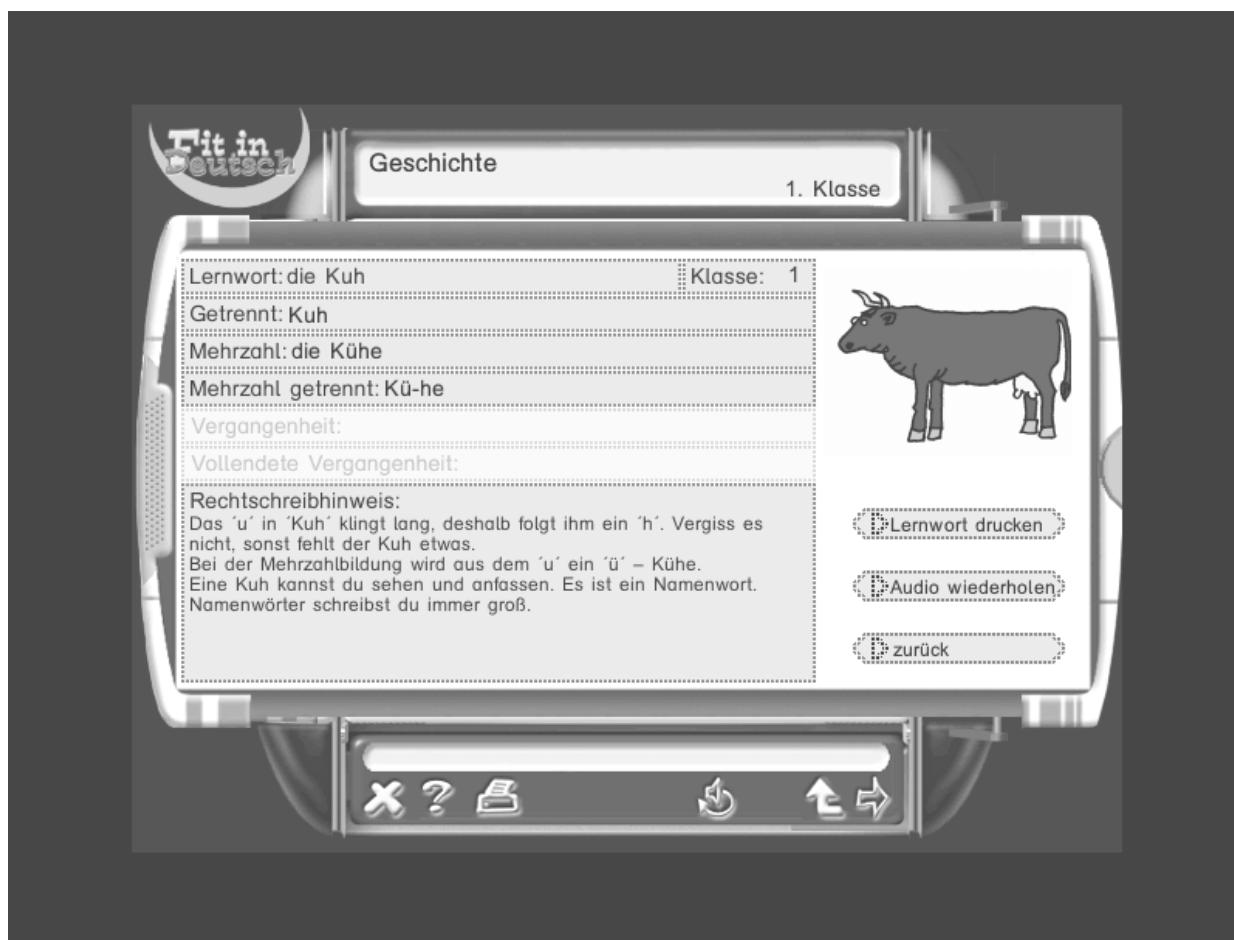 Fit in
Deutsch
Geschichte
1. Klasse
Lernwort: die Kuh Klasse: 1
Getrennt: Kuh
Mehrzahl: die Kühe
Mehrzahl getrennt: Kü-he
Vergangenheit:
Vollendete Vergangenheit:
Rechtschreibhinweis:
Das ´u´ in ´Kuh´ klingt lang, deshalb folgt ihm ein ´h´. Vergiss es
nicht, sonst fehlt der Kuh etwas.
Bei der Mehrzahlbildung wird aus dem ´u´ ein ´ü´ – Kühe.
Eine Kuh kannst du sehen und anfassen. Es ist ein Namenwort.
Namenwörter schreibst du immer groß.
Lernwort drucken
Audio wiederholen
zurück